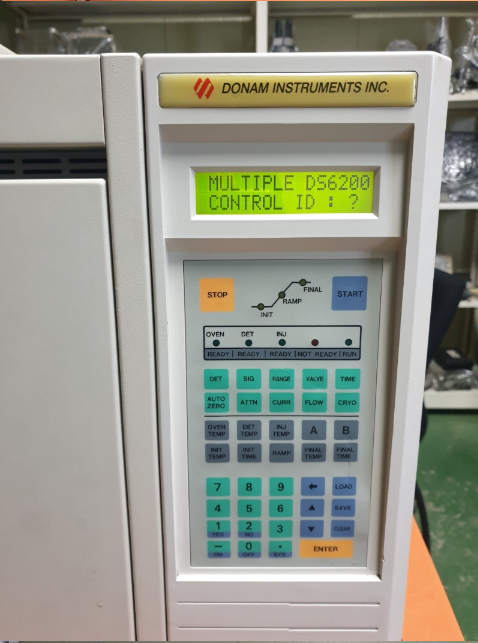 DONAM INSTRUMENTS INC.
MULTIPLE DS6200
CONTROL ID : ?
STOP
INIT
RAMP
FINAL
START
OVEN DET INJ
READY READY READY NOT READY RUN
DET SIG RANGE VALVE TIME
AUTO ZERO ATTN CURR FLOW CRYO
OVEN TEMP DET TEMP INJ TEMP A B
INIT TEMP INIT TIME RAMP FINAL TEMP FINAL TIME
7 8 9 LOAD
4 5 6 SAVE
1 YES 2 NO 3 CLEAR
- ON 0 OFF . ENTER